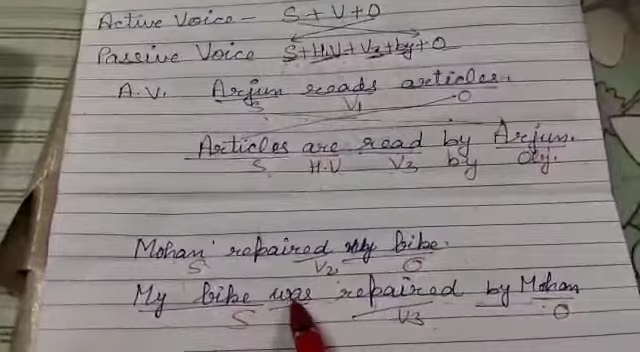 Active Voice - S + V + O
Passive Voice S + H.V + V3 + by + O
A.V. Arjun reads articles.
S V1 O
Articles are read by Arjun.
S H.V V3 by Obj.
Mohan repaired my bike.
S V2 O
My bike was repaired by Mohan
S V3 O